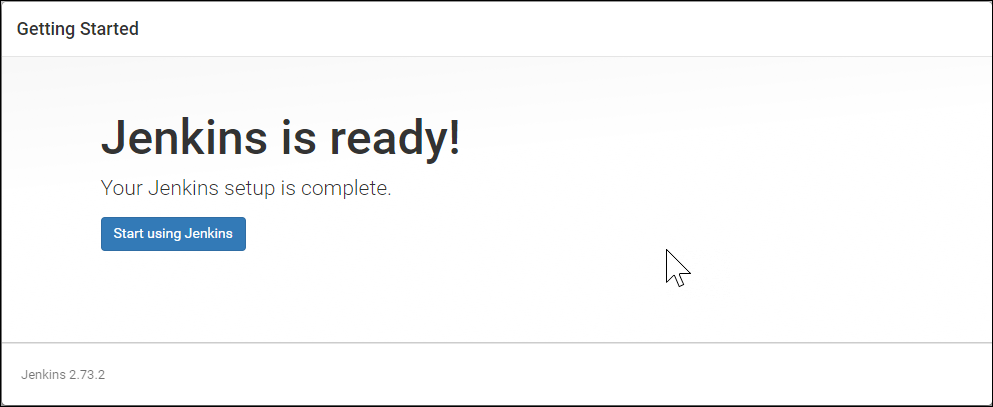 Getting Started
Jenkins is ready!
Your Jenkins setup is complete.
Start using Jenkins
Jenkins 2.73.2